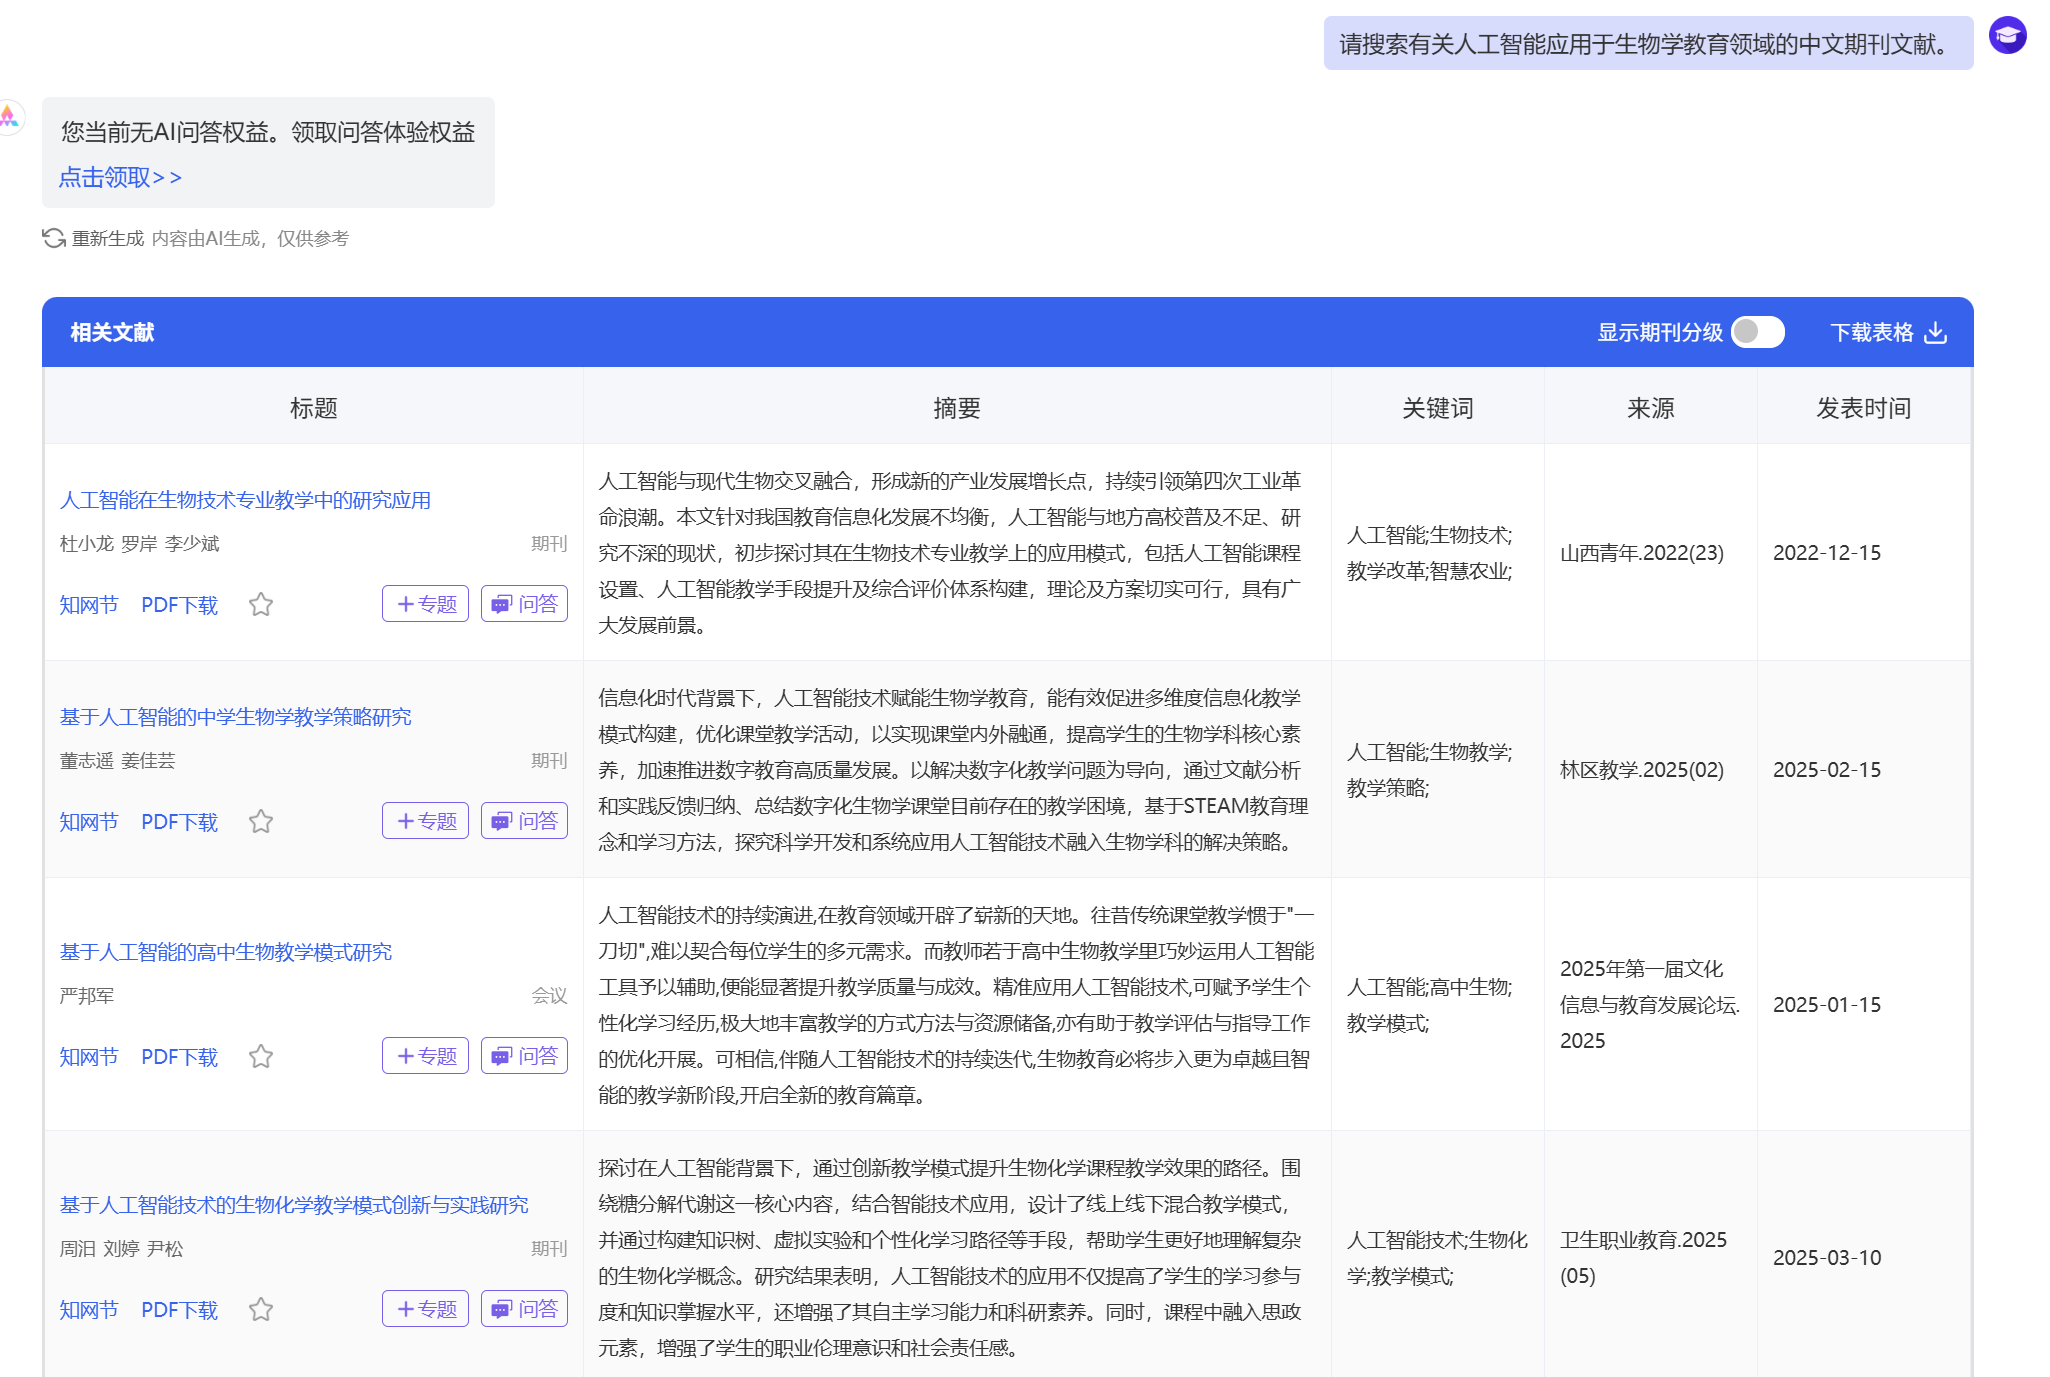 请搜索有关人工智能应用于生物学教育领域的中文期刊文献。
您当前无AI问答权益。领取问答体验权益
点击领取>>
重新生成 内容由AI生成，仅供参考
相关文献 显示期刊分级 下载表格
标题 摘要 关键词 来源 发表时间
人工智能在生物技术专业教学中的研究应用
杜小龙 罗岸 李少斌 期刊
知网节 PDF下载 +专题 问答
人工智能与现代生物交叉融合，形成新的产业发展增长点，持续引领第四次工业革
命浪潮。本文针对我国教育信息化发展不均衡，人工智能与地方高校普及不足、研
究不深的现状，初步探讨其在生物技术专业教学上的应用模式，包括人工智能课程
设置、人工智能教学手段提升及综合评价体系构建，理论及方案切实可行，具有广
大发展前景。
人工智能;生物技术;
教学改革;智慧农业;
山西青年.2022(23)
2022-12-15
基于人工智能的中学生物学教学策略研究
董志遥 姜佳芸 期刊
知网节 PDF下载 +专题 问答
信息化时代背景下，人工智能技术赋能生物学教育，能有效促进多维度信息化教学
模式构建，优化课堂教学活动，以实现课堂内外融通，提高学生的生物学科核心素
养，加速推进数字教育高质量发展。以解决数字化教学问题为导向，通过文献分析
和实践反馈归纳、总结数字化生物学课堂目前存在的教学困境，基于STEAM教育理
念和学习方法，探究科学开发和系统应用人工智能技术融入生物学科的解决策略。
人工智能;生物教学;
教学策略;
林区教学.2025(02)
2025-02-15
基于人工智能的高中生物教学模式研究
严邦军 会议
知网节 PDF下载 +专题 问答
人工智能技术的持续演进,在教育领域开辟了崭新的天地。往昔传统课堂教学惯于"一
刀切",难以契合每位学生的多元需求。而教师若于高中生物教学里巧妙运用人工智能
工具予以辅助,便能显著提升教学质量与成效。精准应用人工智能技术,可赋予学生个
性化学习经历,极大地丰富教学的方式方法与资源储备,亦有助于教学评估与指导工作
的优化开展。可相信,伴随人工智能技术的持续迭代,生物教育必将步入更为卓越且智
能的教学新阶段,开启全新的教育篇章。
人工智能;高中生物;
教学模式;
2025年第一届文化
信息与教育发展论坛.
2025
2025-01-15
基于人工智能技术的生物化学教学模式创新与实践研究
周汨 刘婷 尹松 期刊
知网节 PDF下载 +专题 问答
探讨在人工智能背景下，通过创新教学模式提升生物化学课程教学效果的路径。围
绕糖分解代谢这一核心内容，结合智能技术应用，设计了线上线下混合教学模式，
并通过构建知识树、虚拟实验和个性化学习路径等手段，帮助学生更好地理解复杂
的生物化学概念。研究结果表明，人工智能技术的应用不仅提高了学生的学习参与
度和知识掌握水平，还增强了其自主学习能力和科研素养。同时，课程中融入思政
元素，增强了学生的职业伦理意识和社会责任感。
人工智能技术;生物化
学;教学模式;
卫生职业教育.2025
(05)
2025-03-10